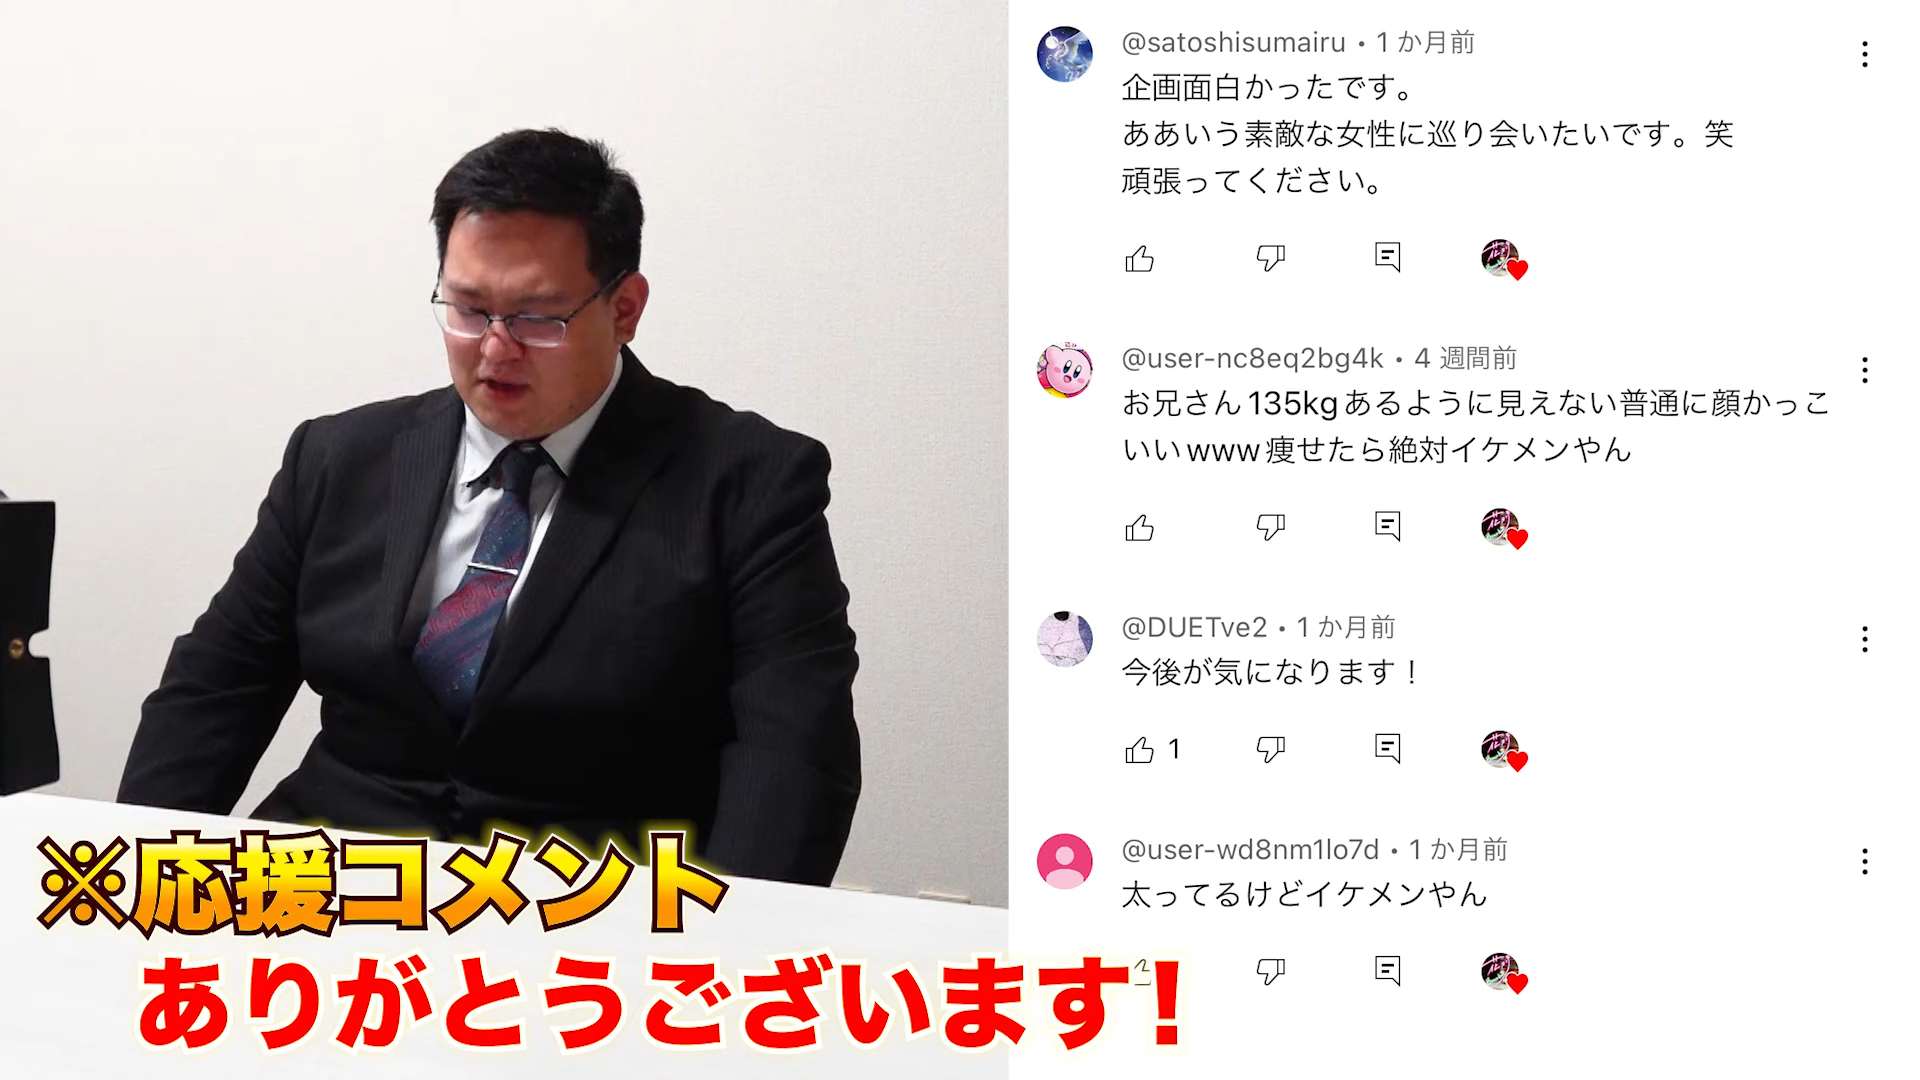 @satoshisumairu・1か月前
企画面白かったです。
ああいう素敵な女性に巡り会いたいです。笑
頑張ってください。
@user-nc8eq2bg4k・4 週間前
お兄さん135kgあるように見えない普通に顔かっこ
いいwww痩せたら絶対イケメンやん
@DUETve2・1か月前
今後が気になります！
1
@user-wd8nm1lo7d・1か月前
太ってるけどイケメンやん
※応援コメント
ありがとうございます!